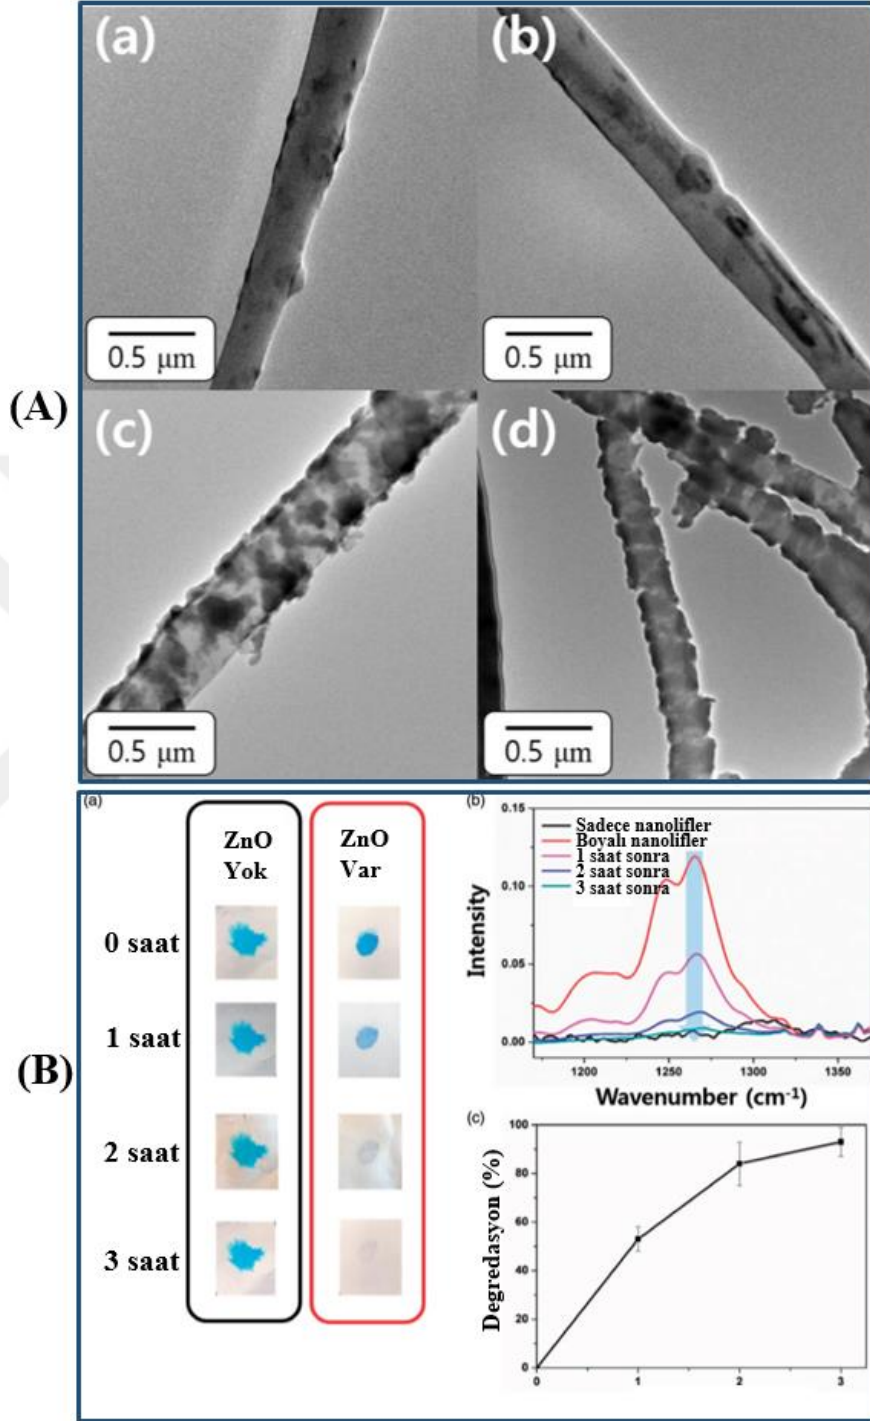 (A)
(a)
(b)
0.5 μm
0.5 μm
(c)
(d)
0.5 μm
0.5 μm
(B)
(a)
ZnO
Yok
ZnO
Var
0 saat
1 saat
2 saat
3 saat
(b)
0.15
0.10
0.05
0.00
Intensity
Sadece nanolifler
Boyalı nanolifler
1 saat sonra
2 saat sonra
3 saat sonra
1200
1250
1300
1350
Wavenumber (cm⁻¹)
(c)
100
80
60
40
20
0
Degredasyon (%)
0
1
2
3